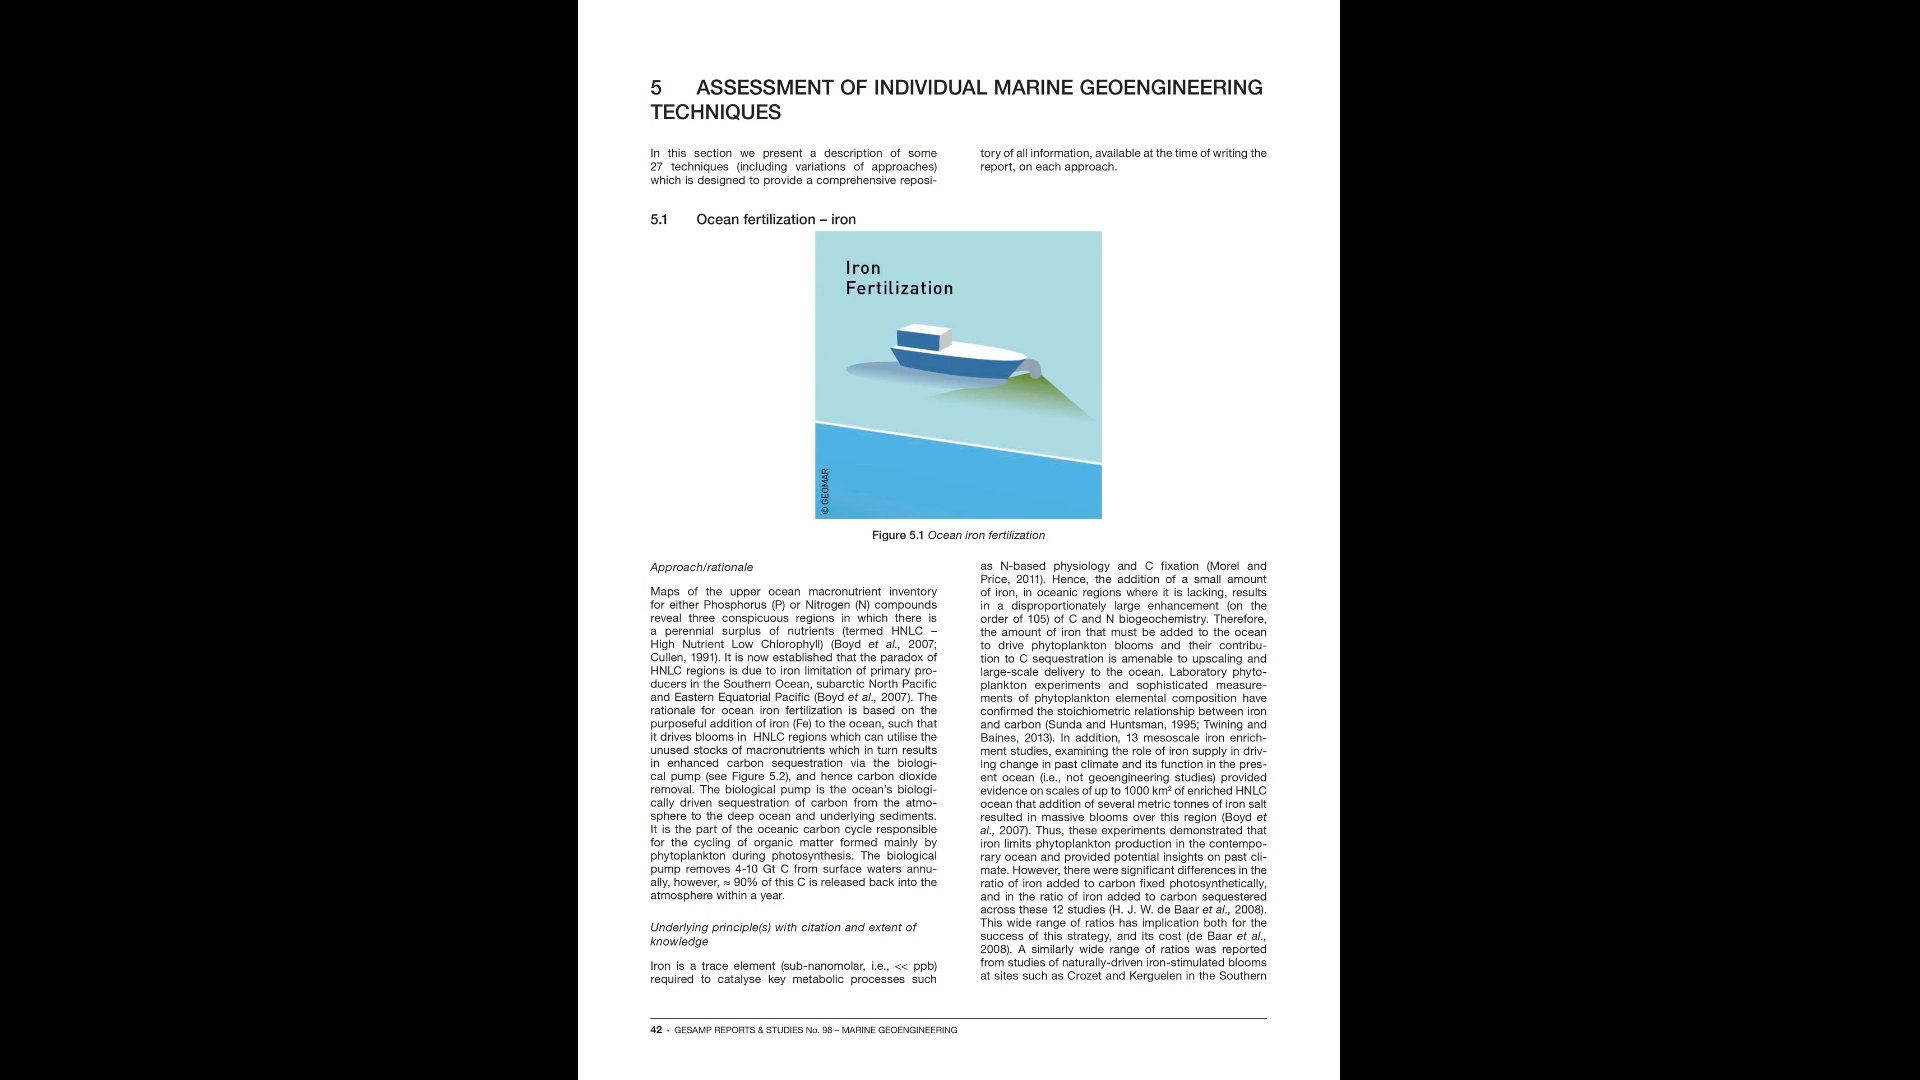 5 ASSESSMENT OF INDIVIDUAL MARINE GEOENGINEERING
TECHNIQUES
In this section we present a description of some
27 techniques (including variations of approaches)
which is designed to provide a comprehensive reposi-
tory of all information, available at the time of writing the
report, on each approach.
5.1 Ocean fertilization – iron
Iron
Fertilization
© GEOMAR
Figure 5.1 Ocean iron fertilization
Approach/rationale
Maps of the upper ocean macronutrient inventory
for either Phosphorus (P) or Nitrogen (N) compounds
reveal three conspicuous regions in which there is
a perennial surplus of nutrients (termed HNLC –
High Nutrient Low Chlorophyll) (Boyd et al., 2007;
Cullen, 1991). It is now established that the paradox of
HNLC regions is due to iron limitation of primary pro-
ducers in the Southern Ocean, subarctic North Pacific
and Eastern Equatorial Pacific (Boyd et al., 2007). The
rationale for ocean iron fertilization is based on the
purposeful addition of iron (Fe) to the ocean, such that
it drives blooms in HNLC regions which can utilise the
unused stocks of macronutrients which in turn results
in enhanced carbon sequestration via the biologi-
cal pump (see Figure 5.2), and hence carbon dioxide
removal. The biological pump is the ocean's biologi-
cally driven sequestration of carbon from the atmo-
sphere to the deep ocean and underlying sediments.
It is the part of the oceanic carbon cycle responsible
for the cycling of organic matter formed mainly by
phytoplankton during photosynthesis. The biological
pump removes 4-10 Gt C from surface waters annu-
ally, however, ≈ 90% of this C is released back into the
atmosphere within a year.
Underlying principle(s) with citation and extent of
knowledge
Iron is a trace element (sub-nanomolar, i.e., << ppb)
required to catalyse key metabolic processes such
as N-based physiology and C fixation (Morel and
Price, 2011). Hence, the addition of a small amount
of iron, in oceanic regions where it is lacking, results
in a disproportionately large enhancement (on the
order of 105) of C and N biogeochemistry. Therefore,
the amount of iron that must be added to the ocean
to drive phytoplankton blooms and their contribu-
tion to C sequestration is amenable to upscaling and
large-scale delivery to the ocean. Laboratory phyto-
plankton experiments and sophisticated measure-
ments of phytoplankton elemental composition have
confirmed the stoichiometric relationship between iron
and carbon (Sunda and Huntsman, 1995; Twining and
Baines, 2013). In addition, 13 mesoscale iron enrich-
ment studies, examining the role of iron supply in driv-
ing change in past climate and its function in the pres-
ent ocean (i.e., not geoengineering studies) provided
evidence on scales of up to 1000 km² of enriched HNLC
ocean that addition of several metric tonnes of iron salt
resulted in massive blooms over this region (Boyd et
al., 2007). Thus, these experiments demonstrated that
iron limits phytoplankton production in the contempo-
rary ocean and provided potential insights on past cli-
mate. However, there were significant differences in the
ratio of iron added to carbon fixed photosynthetically,
and in the ratio of iron added to carbon sequestered
across these 12 studies (H. J. W. de Baar et al., 2008).
This wide range of ratios has implication both for the
success of this strategy, and its cost (de Baar et al.,
2008). A similarly wide range of ratios was reported
from studies of naturally-driven iron-stimulated blooms
at sites such as Crozet and Kerguelen in the Southern
42 · GESAMP REPORTS & STUDIES No. 98 – MARINE GEOENGINEERING